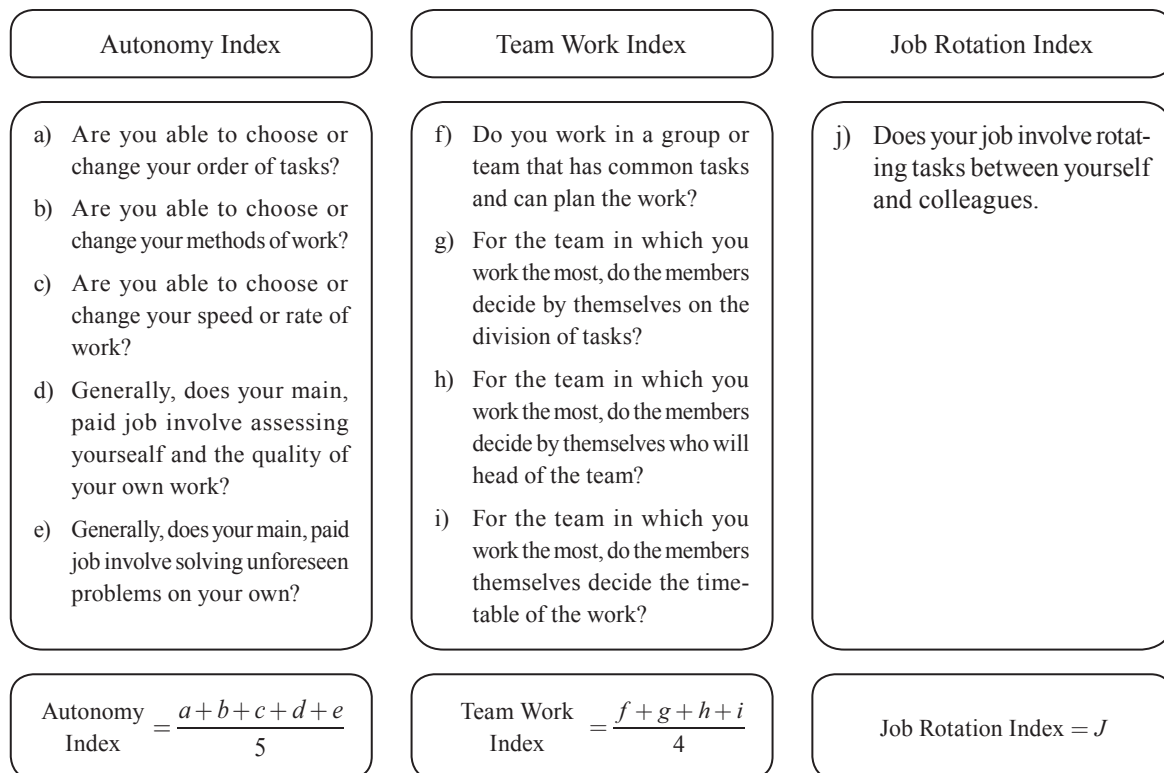 Autonomy Index
Team Work Index
Job Rotation Index
a) Are you able to choose or
change your order of tasks?
b) Are you able to choose or
change your methods of work?
c) Are you able to choose or
change your speed or rate of
work?
d) Generally, does your main,
paid job involve assessing
yoursealf and the quality of
your own work?
e) Generally, does your main, paid
job involve solving unforeseen
problems on your own?
f) Do you work in a group or
team that has common tasks
and can plan the work?
g) For the team in which you
work the most, do the members
decide by themselves on the
division of tasks?
h) For the team in which you
work the most, do the members
decide by themselves who will
head of the team?
i) For the team in which you
work the most, do the members
themselves decide the time-
table of the work?
j) Does your job involve rotat-
ing tasks between yourself
and colleagues.
Autonomy
Index = a + b + c + d + e / 5
Team Work
Index = f + g + h + i / 4
Job Rotation Index = J